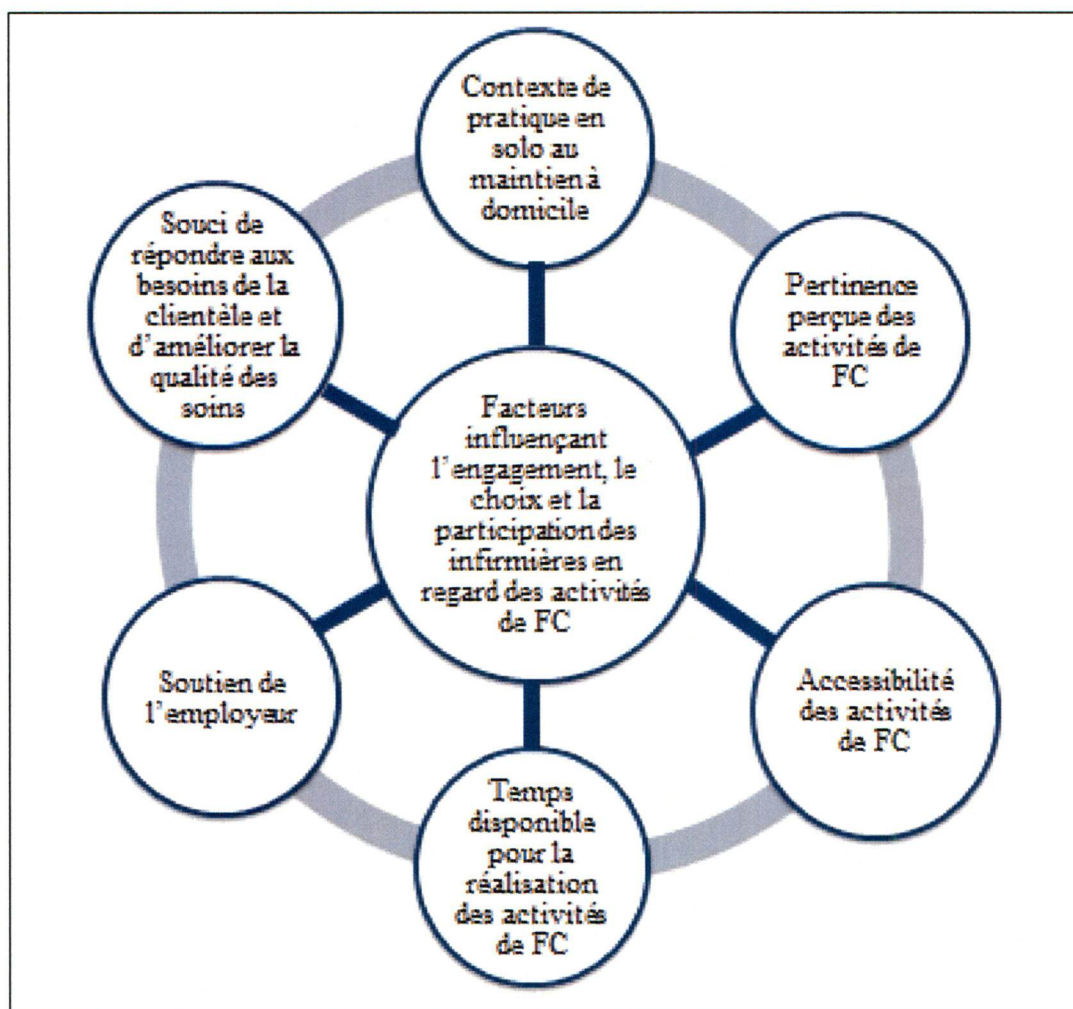 Contexte de
pratique en
solo au
maintien à
domicile
Pertinence
perçue des
activités de
FC
Accessibilité
des activités
de FC
Temps
disponible
pour la
réalisation
des activités
de FC
Soutien de
l'employeur
Souci de
répondre aux
besoins de la
clientèle et
d'améliorer la
qualité des
soins
Facteurs
influençant
l'engagement, le
choix et la
participation des
infirmières en
regard des activités
de FC